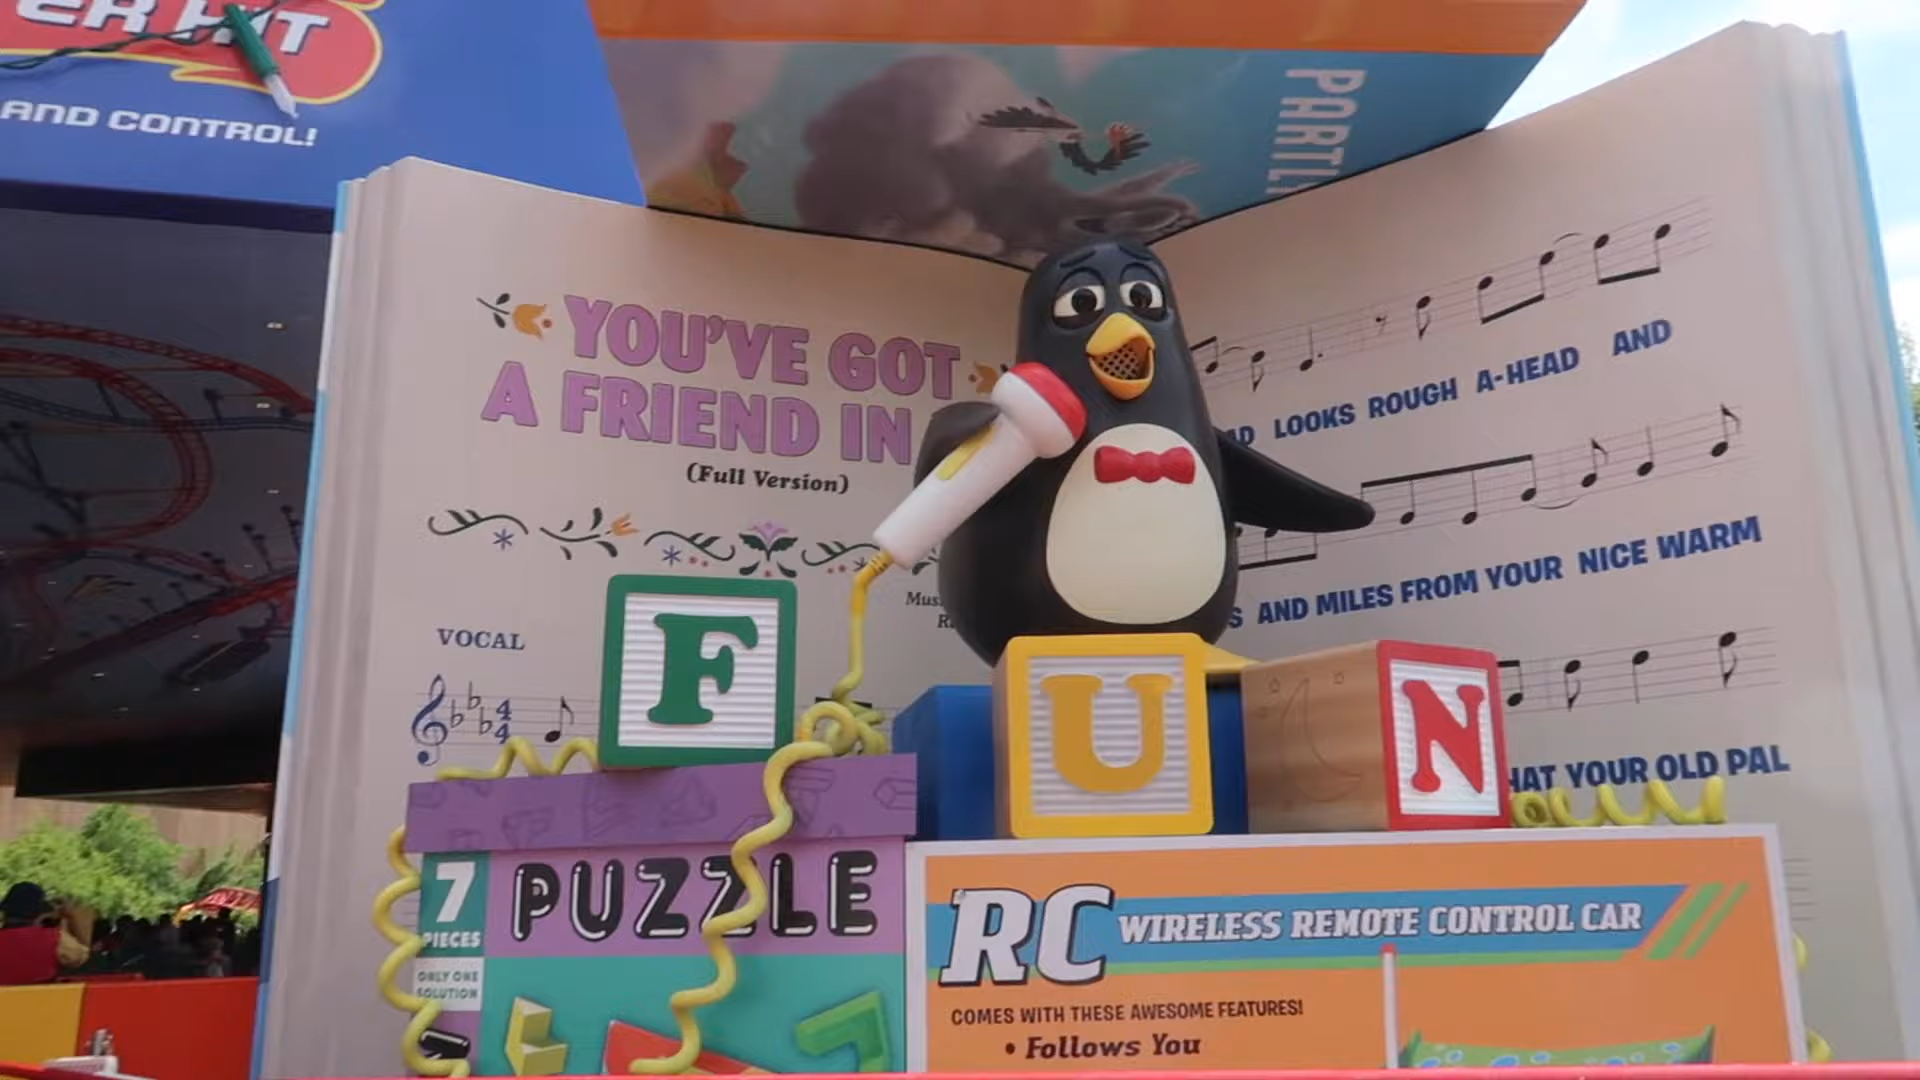 AND CONTROL!
YOU'VE GOT
A FRIEND IN
(Full Version)
VOCAL
4
4
LOOKS ROUGH A-HEAD AND
AND MILES FROM YOUR NICE WARM
YOUR OLD PAL
F
U
N
7
PIECES
ONLY ONE
SOLUTION
PUZZLE
RC WIRELESS REMOTE CONTROL CAR
COMES WITH THESE AWESOME FEATURES!
• Follows You